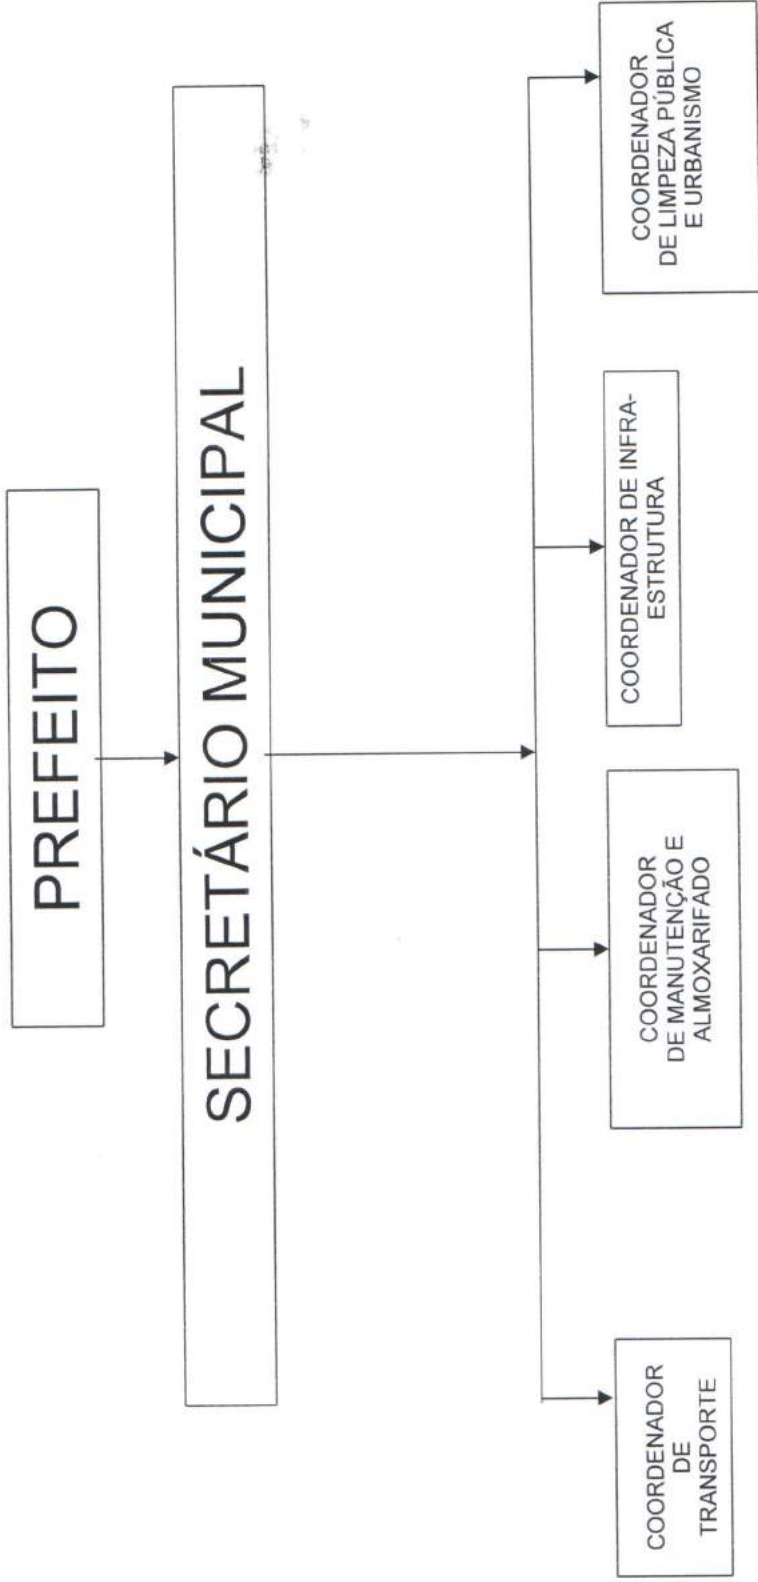 PREFEITO
SECRETÁRIO MUNICIPAL
COORDENADOR
DE
TRANSPORTE
COORDENADOR
DE MANUTENÇÃO E
ALMOXARIFADO
COORDENADOR DE INFRA-
ESTRUTURA
COORDENADOR
DE LIMPEZA PÚBLICA
E URBANISMO